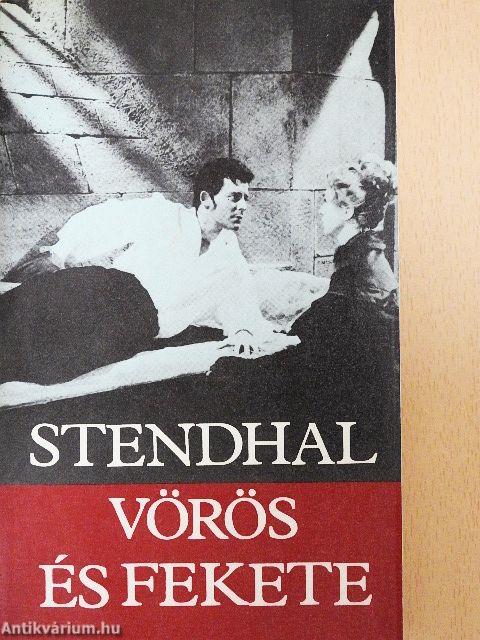 STENDHAL
VÖRÖS
ÉS FEKETE
Antikvárium.hu